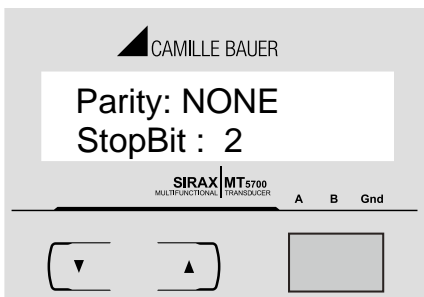 CAMILLE BAUER
Parity: NONE
StopBit : 2
SIRAX MT5700
MULTIFUNCTIONAL TRANSDUCER
A B Gnd